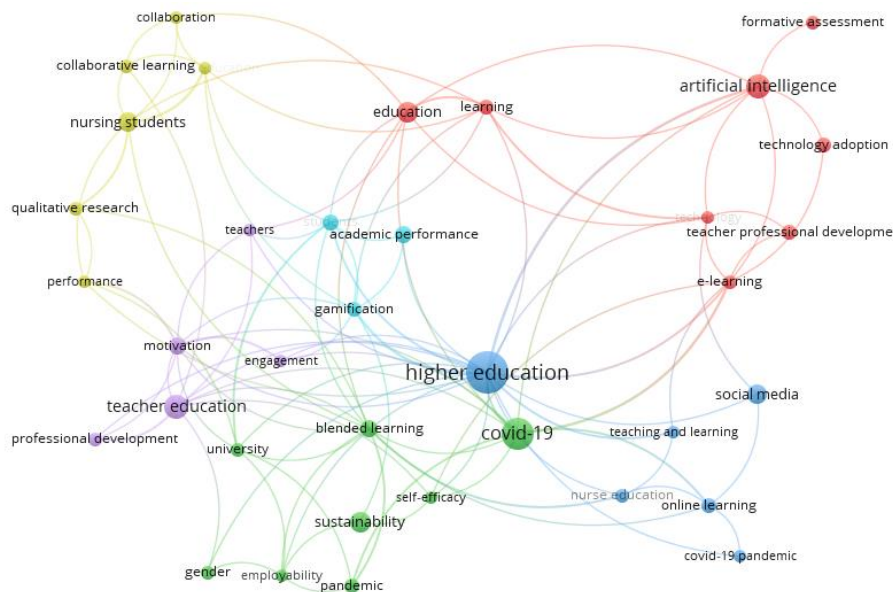 collaboration
formative assessment
collaborative learning
artificial intelligence
education
learning
nursing students
technology adoption
qualitative research
students
technology
teachers
academic performance
teacher professional developme
performance
e-learning
gamification
motivation
engagement
higher education
social media
teacher education
blended learning
covid-19
teaching and learning
professional development
university
self-efficacy
nurse education
online learning
sustainability
covid-19 pandemic
gender
employability
pandemic